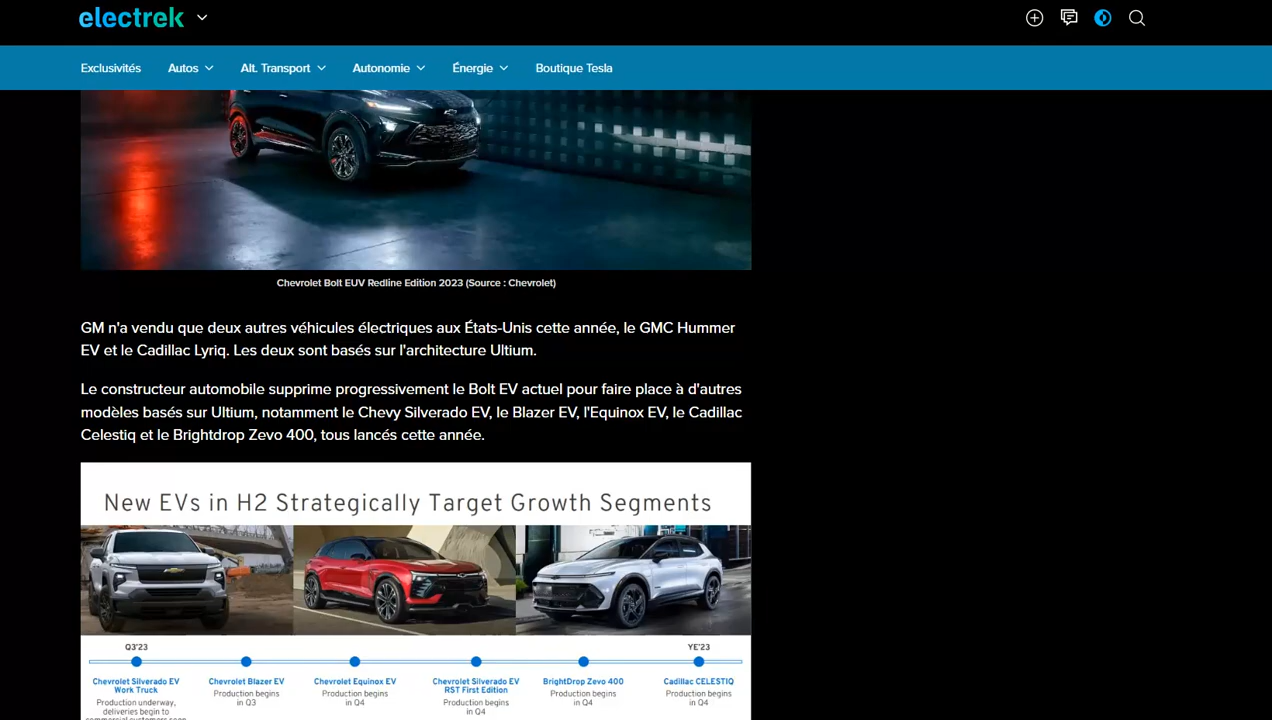 electrek
Exclusivités Autos Alt. Transport Autonomie Énergie Boutique Tesla
Chevrolet Bolt EUV Redline Edition 2023 (Source : Chevrolet)
GM n'a vendu que deux autres véhicules électriques aux États-Unis cette année, le GMC Hummer
EV et le Cadillac Lyriq. Les deux sont basés sur l'architecture Ultium.
Le constructeur automobile supprime progressivement le Bolt EV actuel pour faire place à d'autres
modèles basés sur Ultium, notamment le Chevy Silverado EV, le Blazer EV, l'Equinox EV, le Cadillac
Celestiq et le Brightdrop Zevo 400, tous lancés cette année.
New EVs in H2 Strategically Target Growth Segments
Q3'23 YE'23
Chevrolet Silverado EV
Work Truck
Production underway,
deliveries begin to
commercial customers soon
Chevrolet Blazer EV
Production begins
in Q3
Chevrolet Equinox EV
Production begins
in Q4
Chevrolet Silverado EV
RST First Edition
Production begins
in Q4
BrightDrop Zevo 400
Production begins
in Q4
Cadillac CELESTIQ
Production begins
in Q4